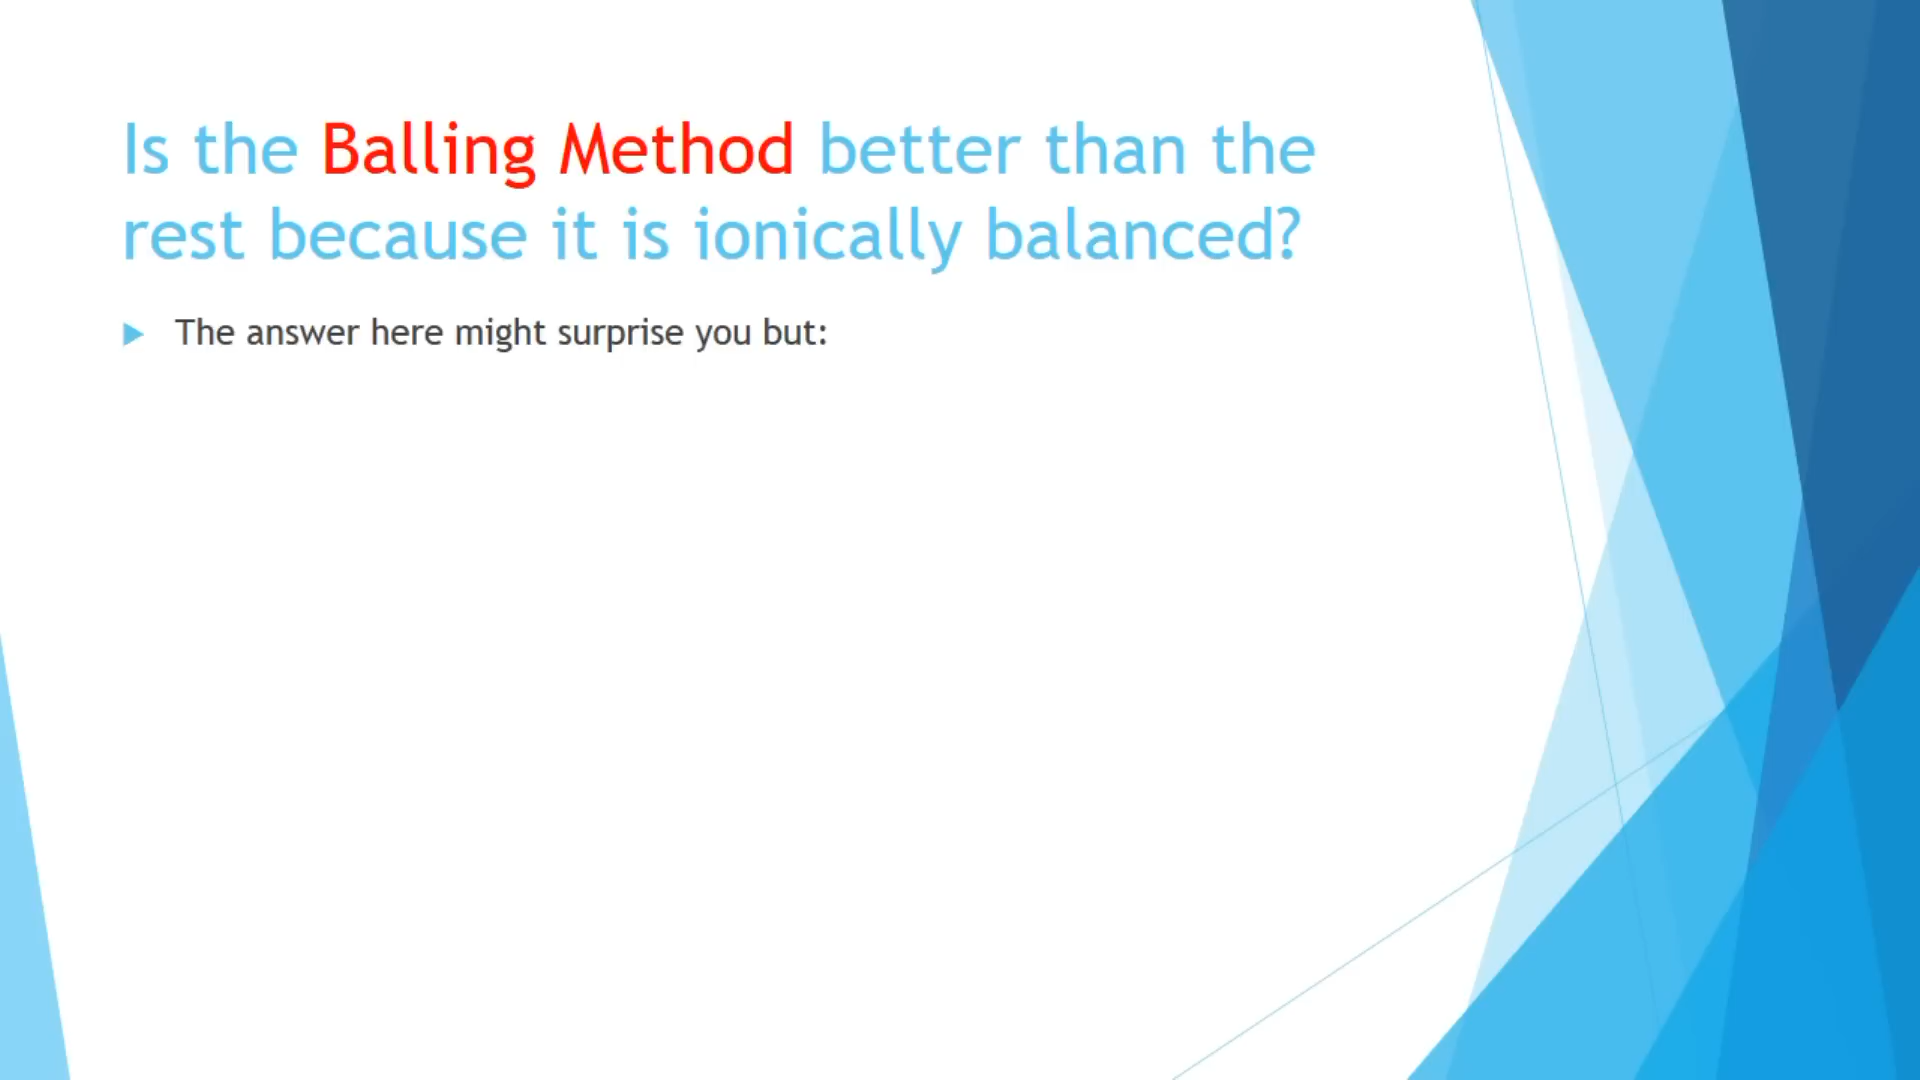 Is the Balling Method better than the
rest because it is ionically balanced?
The answer here might surprise you but: